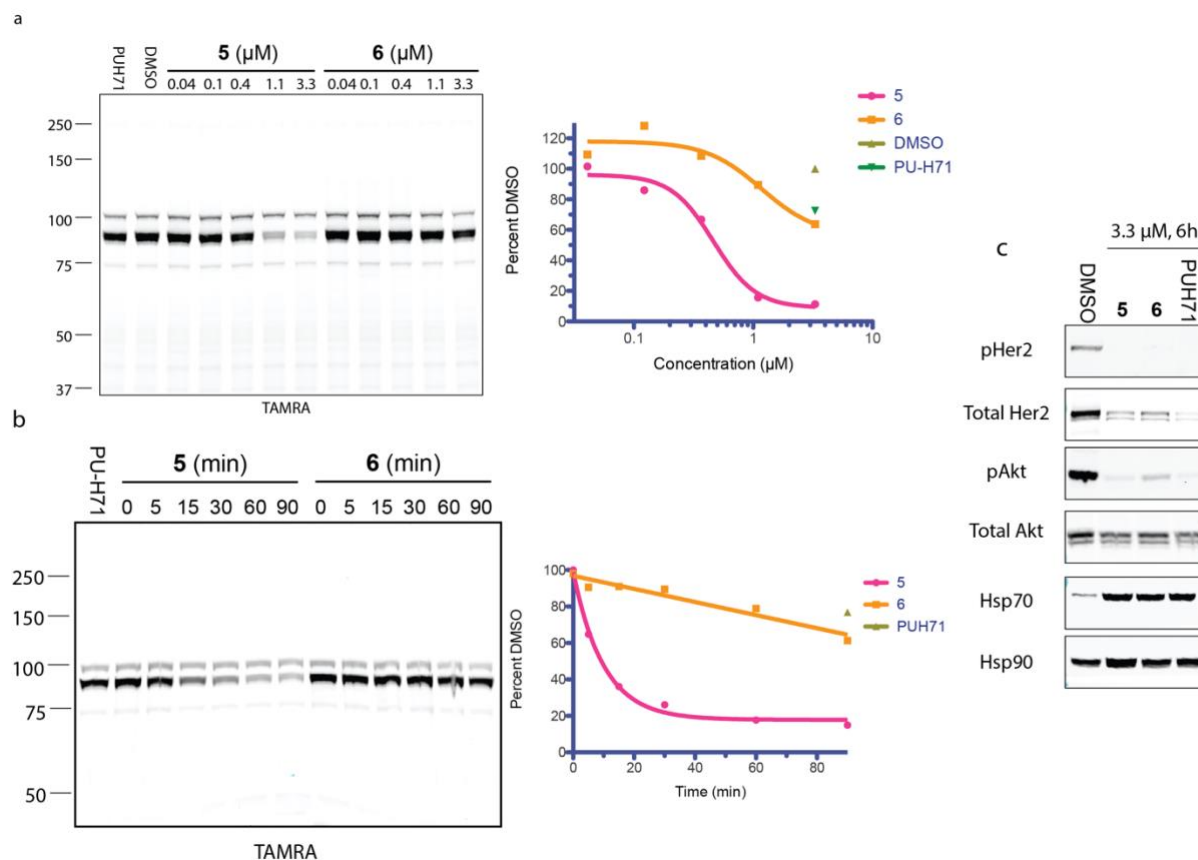 a
PUH71 DMSO 5 (μM) 6 (μM)
0.04 0.1 0.4 1.1 3.3 0.04 0.1 0.4 1.1 3.3
250
150
100
75
50
37
TAMRA
5
6
DMSO
PU-H71
Percent DMSO
120
100
80
60
40
20
0
0.1 1 10
Concentration (μM)
b
PU-H71 5 (min) 6 (min)
0 5 15 30 60 90 0 5 15 30 60 90
250
150
100
75
50
TAMRA
5
6
PUH71
Percent DMSO
100
80
60
40
20
0
0 20 40 60 80
Time (min)
c
3.3 μM, 6h
DMSO 5 6 PUH71
pHer2
Total Her2
pAkt
Total Akt
Hsp70
Hsp90